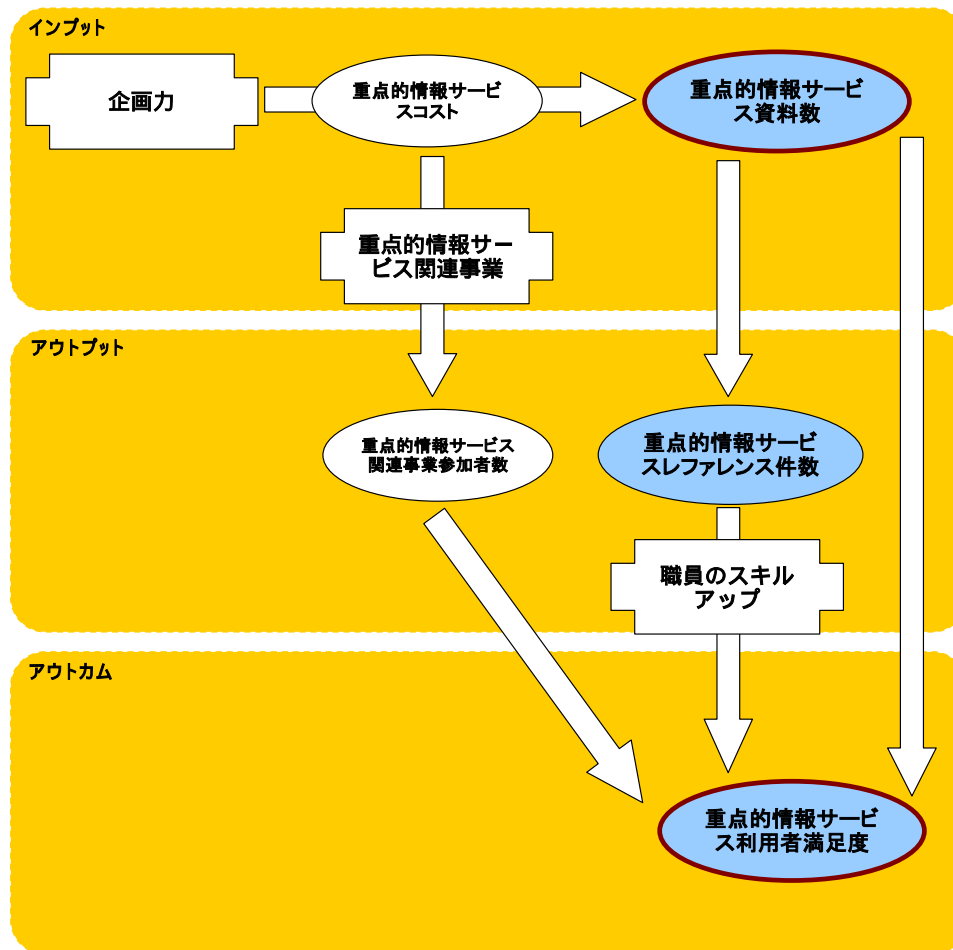 インプット
企画力
重点的情報サービ
スコスト
重点的情報サービ
ス資料数
重点的情報サー
ビス関連事業
アウトプット
重点的情報サービス
関連事業参加者数
重点的情報サービ
スレファレンス件数
職員のスキル
アップ
アウトカム
重点的情報サービ
ス利用者満足度